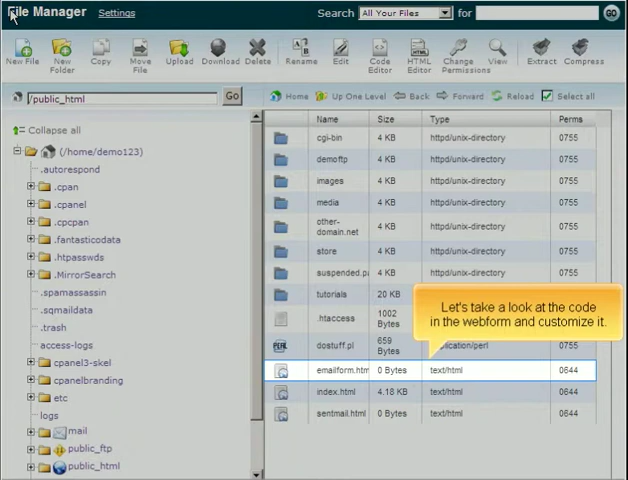 File Manager Settings Search All Your Files for GO
New File New Folder Copy Move File Upload Download Delete Rename Edit Code Editor HTML Editor Change Permissions View Extract Compress
/public_html Go Home Up One Level Back Forward Reload Select all
Collapse all
(/home/demo123)
.autorespond
.cpan
.cpanel
.cpcpan
.fantasticodata
.htpasswds
.MirrorSearch
.spamassassin
.sqmaildata
.trash
access-logs
cpanel3-skel
cpanelbranding
etc
logs
mail
public_ftp
public_html
Name Size Type Perms
cgi-bin 4 KB httpd/unix-directory 0755
demoftp 4 KB httpd/unix-directory 0755
images 4 KB httpd/unix-directory 0755
media 4 KB httpd/unix-directory 0755
other-domain.net 4 KB httpd/unix-directory 0755
store 4 KB httpd/unix-directory 0755
suspended.pa 4 KB httpd/unix-directory 0755
tutorials 20 KB
.htaccess 1002 Bytes
Let's take a look at the code
in the webform and customize it.
dostuff.pl 659 Bytes application/perl 0755
emailform.htm 0 Bytes text/html 0644
index.html 4.18 KB text/html 0644
sentmail.html 0 Bytes text/html 0644